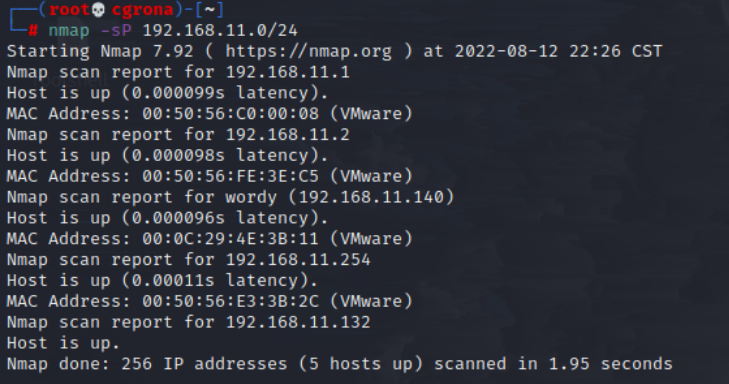 ┌──(root💀cgrona)-[~]
└─# nmap -sP 192.168.11.0/24
Starting Nmap 7.92 ( https://nmap.org ) at 2022-08-12 22:26 CST
Nmap scan report for 192.168.11.1
Host is up (0.000099s latency).
MAC Address: 00:50:56:C0:00:08 (VMware)
Nmap scan report for 192.168.11.2
Host is up (0.000098s latency).
MAC Address: 00:50:56:FE:3E:C5 (VMware)
Nmap scan report for wordy (192.168.11.140)
Host is up (0.000096s latency).
MAC Address: 00:0C:29:4E:3B:11 (VMware)
Nmap scan report for 192.168.11.254
Host is up (0.00011s latency).
MAC Address: 00:50:56:E3:3B:2C (VMware)
Nmap scan report for 192.168.11.132
Host is up.
Nmap done: 256 IP addresses (5 hosts up) scanned in 1.95 seconds